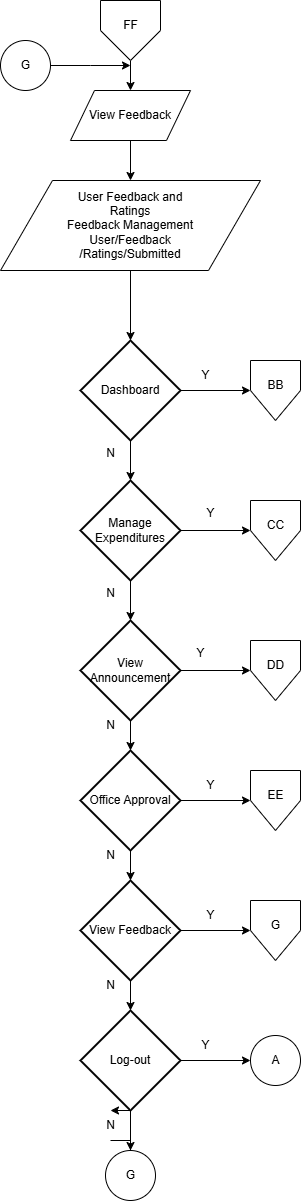 FF
G
View Feedback
User Feedback and
Ratings
Feedback Management
User/Feedback
/Ratings/Submitted
Dashboard
Y
BB
N
Manage
Expenditures
Y
CC
N
View
Announcement
Y
DD
N
Office Approval
Y
EE
N
View Feedback
Y
G
N
Log-out
Y
A
N
G